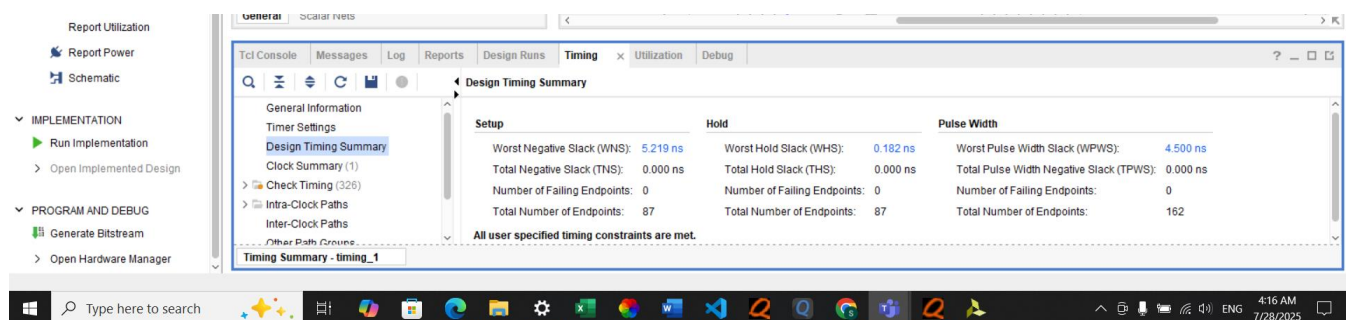 General Scalar Nets
Report Utilization
Report Power
Schematic
IMPLEMENTATION
Run Implementation
Open Implemented Design
PROGRAM AND DEBUG
Generate Bitstream
Open Hardware Manager
Tcl Console Messages Log Reports Design Runs Timing Utilization Debug
Design Timing Summary
General Information
Timer Settings
Design Timing Summary
Clock Summary (1)
Check Timing (326)
Intra-Clock Paths
Inter-Clock Paths
Other Path Groups
Setup Hold Pulse Width
Worst Negative Slack (WNS): 5.219 ns Worst Hold Slack (WHS): 0.182 ns Worst Pulse Width Slack (WPWS): 4.500 ns
Total Negative Slack (TNS): 0.000 ns Total Hold Slack (THS): 0.000 ns Total Pulse Width Negative Slack (TPWS): 0.000 ns
Number of Failing Endpoints: 0 Number of Failing Endpoints: 0 Number of Failing Endpoints: 0
Total Number of Endpoints: 87 Total Number of Endpoints: 87 Total Number of Endpoints: 162
All user specified timing constraints are met.
Timing Summary - timing_1
Type here to search
ENG
4:16 AM
7/28/2025